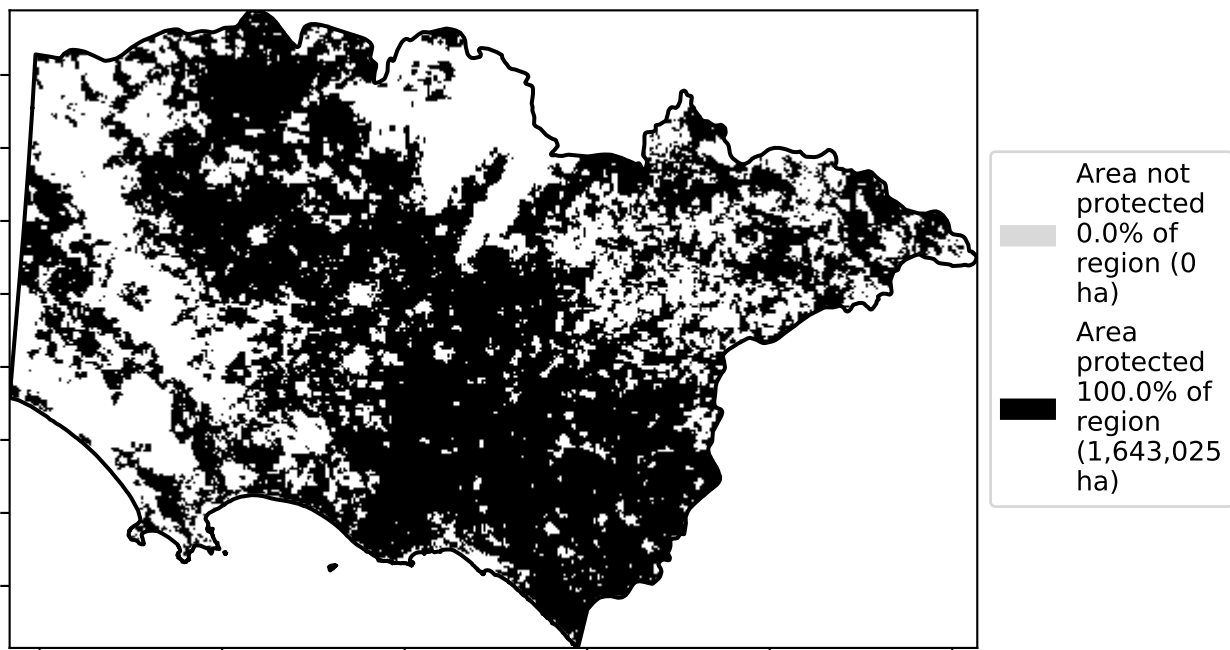 Area not
protected
0.0% of
region (0
ha)
Area
protected
100.0% of
region
(1,643,025
ha)